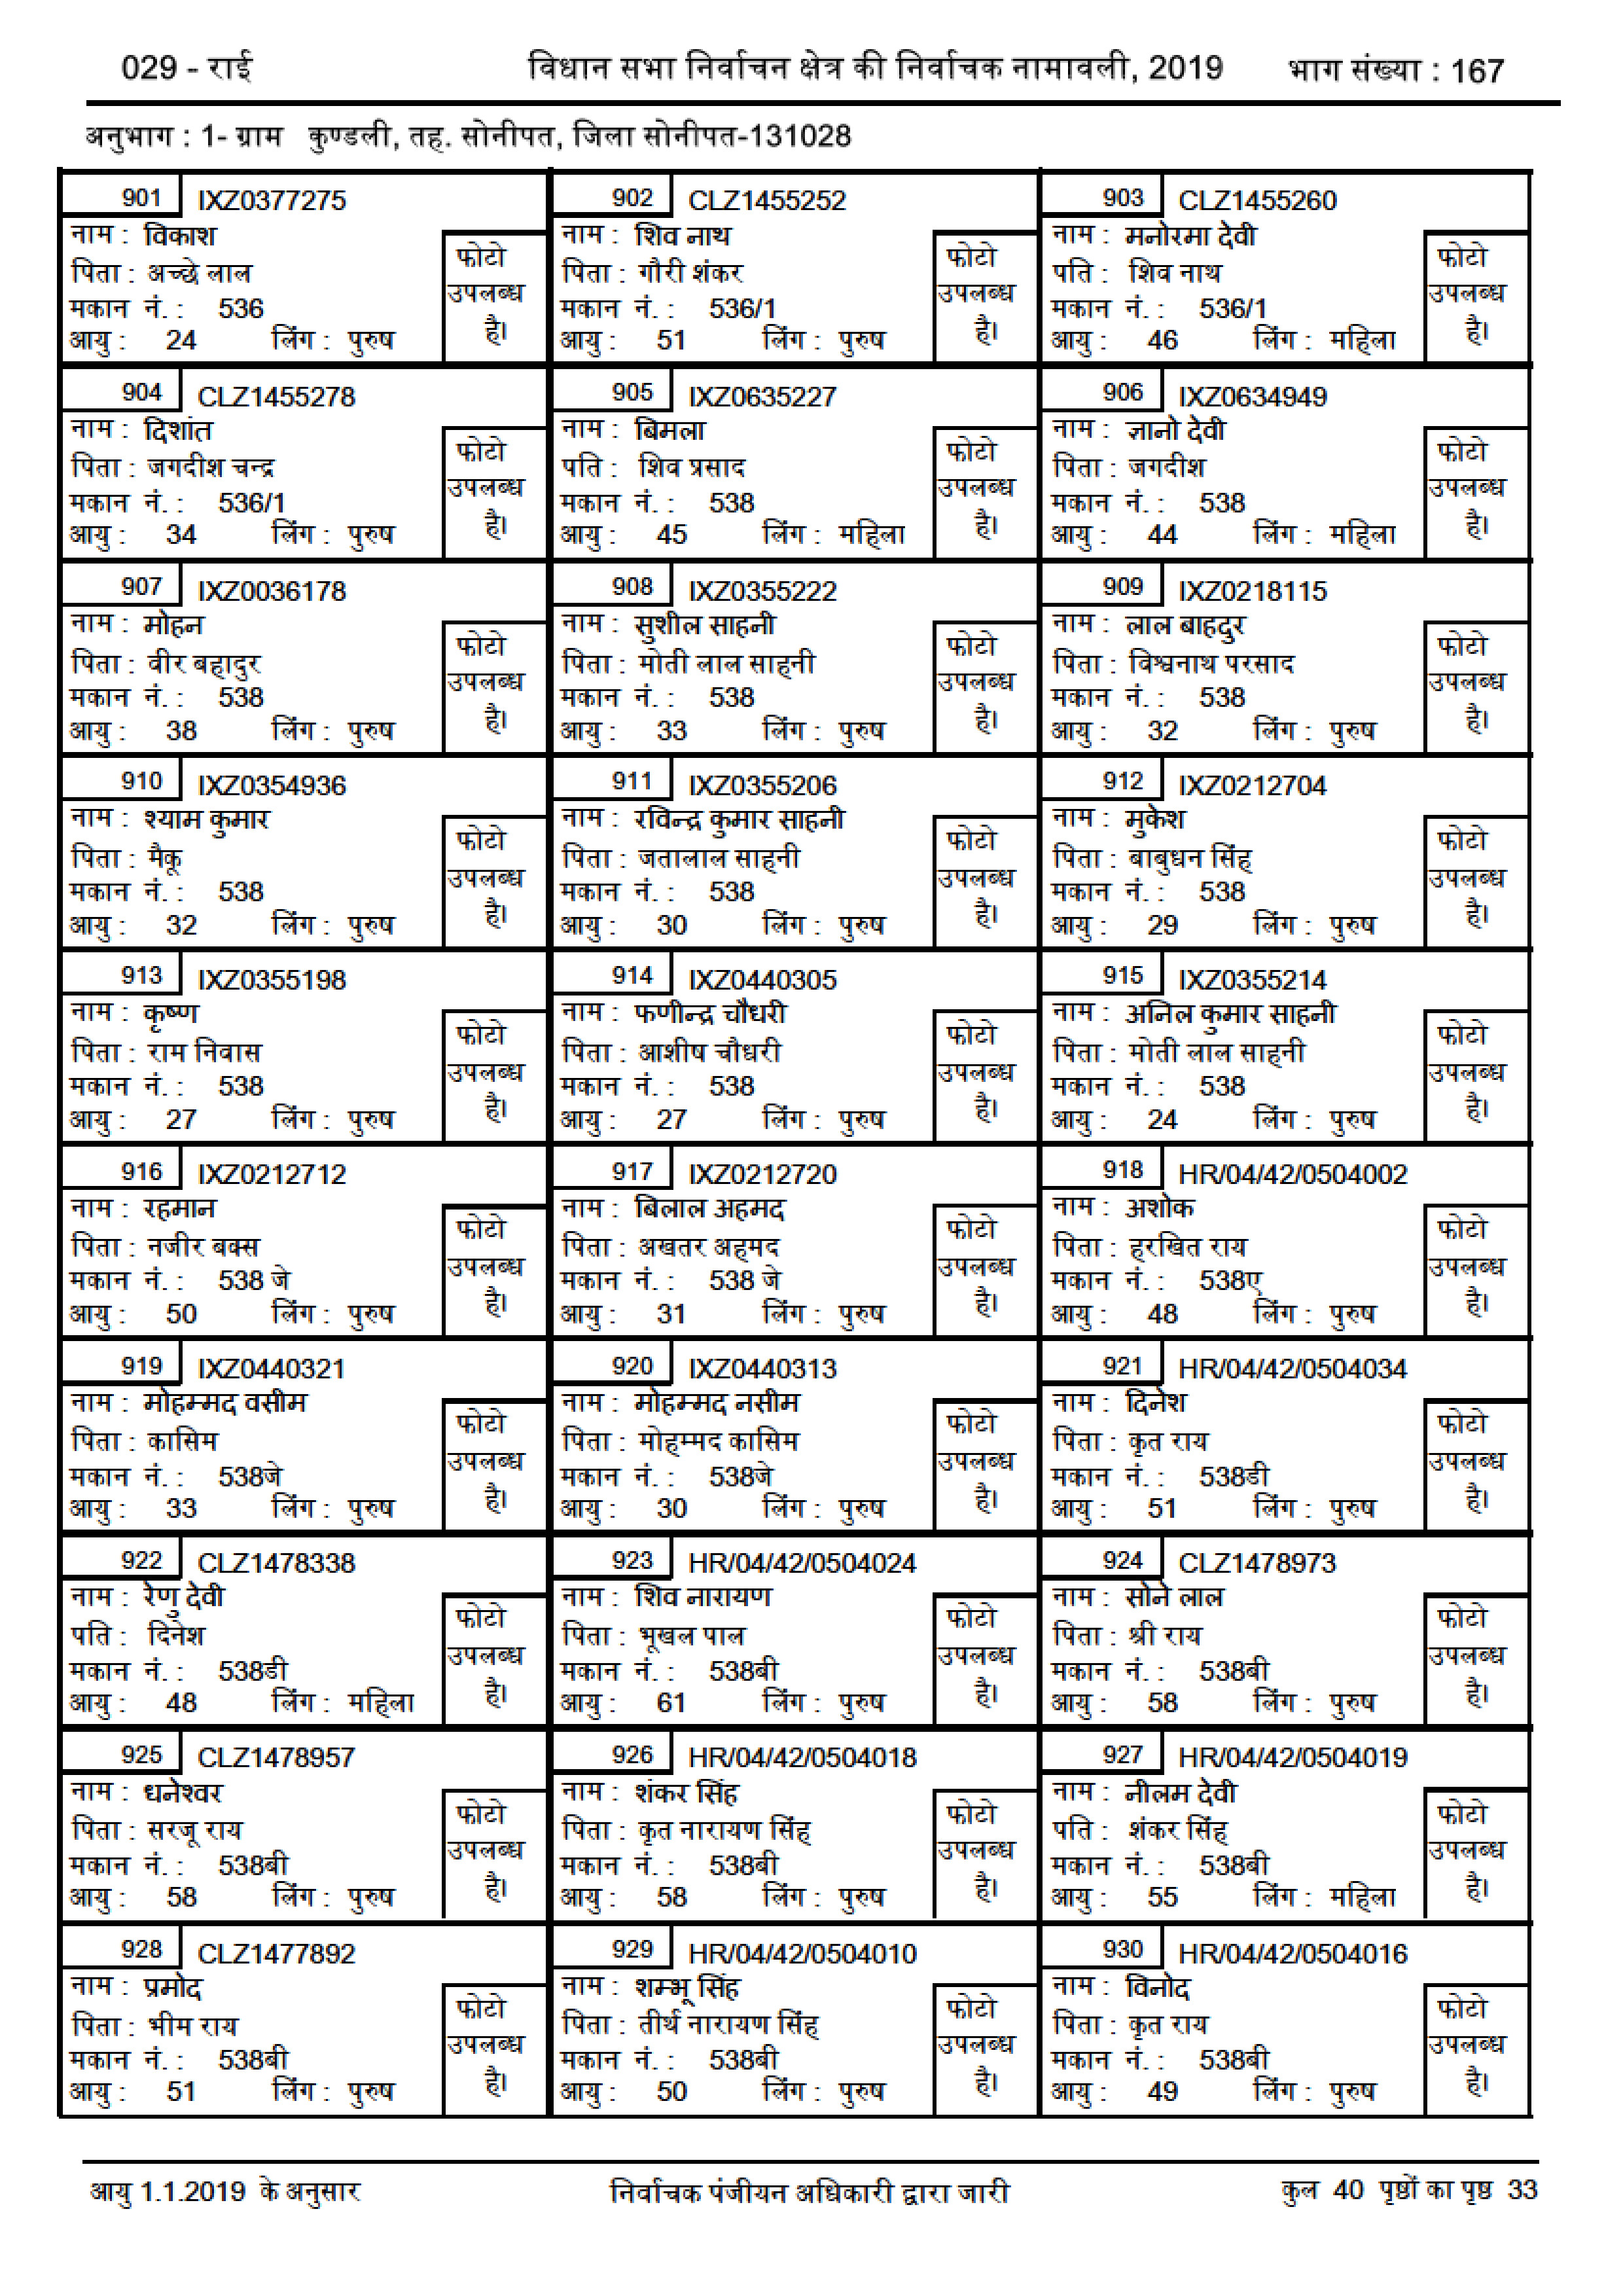 029 - राई विधान सभा निर्वाचन क्षेत्र की निर्वाचक नामावली, 2019 भाग संख्या : 167
अनुभाग : 1- ग्राम कुण्डली, तह. सोनीपत, जिला सोनीपत-131028
901 IXZ0377275
नाम : विकाश
पिता : अच्छे लाल
मकान नं. : 536
आयु : 24 लिंग : पुरुष
फोटो
उपलब्ध
है।
902 CLZ1455252
नाम : शिव नाथ
पिता : गौरी शंकर
मकान नं. : 536/1
आयु : 51 लिंग : पुरुष
फोटो
उपलब्ध
है।
903 CLZ1455260
नाम : मनोरमा देवी
पति : शिव नाथ
मकान नं. : 536/1
आयु : 46 लिंग : महिला
फोटो
उपलब्ध
है।
904 CLZ1455278
नाम : दिशांत
पिता : जगदीश चन्द्र
मकान नं. : 536/1
आयु : 34 लिंग : पुरुष
फोटो
उपलब्ध
है।
905 IXZ0635227
नाम : बिमला
पति : शिव प्रसाद
मकान नं. : 538
आयु : 45 लिंग : महिला
फोटो
उपलब्ध
है।
906 IXZ0634949
नाम : ज्ञानो देवी
पिता : जगदीश
मकान नं. : 538
आयु : 44 लिंग : महिला
फोटो
उपलब्ध
है।
907 IXZ0036178
नाम : मोहन
पिता : वीर बहादुर
मकान नं. : 538
आयु : 38 लिंग : पुरुष
फोटो
उपलब्ध
है।
908 IXZ0355222
नाम : सुशील साहनी
पिता : मोती लाल साहनी
मकान नं. : 538
आयु : 33 लिंग : पुरुष
फोटो
उपलब्ध
है।
909 IXZ0218115
नाम : लाल बाहदुर
पिता : विश्वनाथ परसाद
मकान नं. : 538
आयु : 32 लिंग : पुरुष
फोटो
उपलब्ध
है।
910 IXZ0354936
नाम : श्याम कुमार
पिता : मैकू
मकान नं. : 538
आयु : 32 लिंग : पुरुष
फोटो
उपलब्ध
है।
911 IXZ0355206
नाम : रविन्द्र कुमार साहनी
पिता : जतालाल साहनी
मकान नं. : 538
आयु : 30 लिंग : पुरुष
फोटो
उपलब्ध
है।
912 IXZ0212704
नाम : मुकेश
पिता : बाबुधन सिंह
मकान नं. : 538
आयु : 29 लिंग : पुरुष
फोटो
उपलब्ध
है।
913 IXZ0355198
नाम : कृष्ण
पिता : राम निवास
मकान नं. : 538
आयु : 27 लिंग : पुरुष
फोटो
उपलब्ध
है।
914 IXZ0440305
नाम : फणीन्द्र चौधरी
पिता : आशीष चौधरी
मकान नं. : 538
आयु : 27 लिंग : पुरुष
फोटो
उपलब्ध
है।
915 IXZ0355214
नाम : अनिल कुमार साहनी
पिता : मोती लाल साहनी
मकान नं. : 538
आयु : 24 लिंग : पुरुष
फोटो
उपलब्ध
है।
916 IXZ0212712
नाम : रहमान
पिता : नजीर बक्स
मकान नं. : 538 जे
आयु : 50 लिंग : पुरुष
फोटो
उपलब्ध
है।
917 IXZ0212720
नाम : बिलाल अहमद
पिता : अखतर अहमद
मकान नं. : 538 जे
आयु : 31 लिंग : पुरुष
फोटो
उपलब्ध
है।
918 HR/04/42/0504002
नाम : अशोक
पिता : हरखित राय
मकान नं. : 538ए
आयु : 48 लिंग : पुरुष
फोटो
उपलब्ध
है।
919 IXZ0440321
नाम : मोहम्मद वसीम
पिता : कासिम
मकान नं. : 538जे
आयु : 33 लिंग : पुरुष
फोटो
उपलब्ध
है।
920 IXZ0440313
नाम : मोहम्मद नसीम
पिता : मोहम्मद कासिम
मकान नं. : 538जे
आयु : 30 लिंग : पुरुष
फोटो
उपलब्ध
है।
921 HR/04/42/0504034
नाम : दिनेश
पिता : कृत राय
मकान नं. : 538डी
आयु : 51 लिंग : पुरुष
फोटो
उपलब्ध
है।
922 CLZ1478338
नाम : रेणु देवी
पति : दिनेश
मकान नं. : 538डी
आयु : 48 लिंग : महिला
फोटो
उपलब्ध
है।
923 HR/04/42/0504024
नाम : शिव नारायण
पिता : भूखल पाल
मकान नं. : 538बी
आयु : 61 लिंग : पुरुष
फोटो
उपलब्ध
है।
924 CLZ1478973
नाम : सोने लाल
पिता : श्री राय
मकान नं. : 538बी
आयु : 58 लिंग : पुरुष
फोटो
उपलब्ध
है।
925 CLZ1478957
नाम : धनेश्वर
पिता : सरजू राय
मकान नं. : 538बी
आयु : 58 लिंग : पुरुष
फोटो
उपलब्ध
है।
926 HR/04/42/0504018
नाम : शंकर सिंह
पिता : कृत नारायण सिंह
मकान नं. : 538बी
आयु : 58 लिंग : पुरुष
फोटो
उपलब्ध
है।
927 HR/04/42/0504019
नाम : नीलम देवी
पति : शंकर सिंह
मकान नं. : 538बी
आयु : 55 लिंग : महिला
फोटो
उपलब्ध
है।
928 CLZ1477892
नाम : प्रमोद
पिता : भीम राय
मकान नं. : 538बी
आयु : 51 लिंग : पुरुष
फोटो
उपलब्ध
है।
929 HR/04/42/0504010
नाम : शम्भू सिंह
पिता : तीर्थ नारायण सिंह
मकान नं. : 538बी
आयु : 50 लिंग : पुरुष
फोटो
उपलब्ध
है।
930 HR/04/42/0504016
नाम : विनोद
पिता : कृत राय
मकान नं. : 538बी
आयु : 49 लिंग : पुरुष
फोटो
उपलब्ध
है।
आयु 1.1.2019 के अनुसार निर्वाचक पंजीयन अधिकारी द्वारा जारी कुल 40 पृष्ठों का पृष्ठ 33